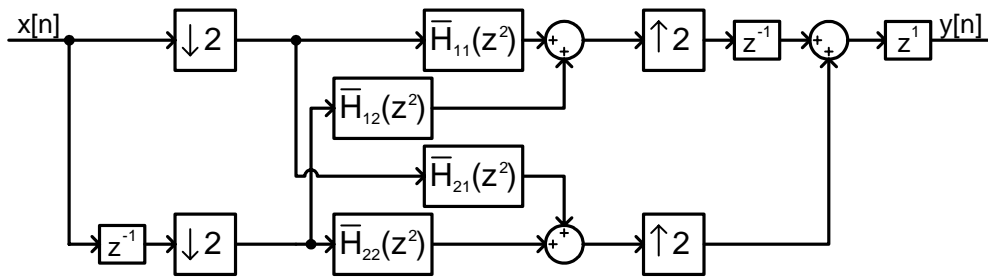 x[n] ↓2 H̅₁₁(z²) + + ↑2 z⁻¹ + + z¹ y[n]
H̅₁₂(z²)
H̅₂₁(z²)
z⁻¹ ↓2 H̅₂₂(z²) + + ↑2